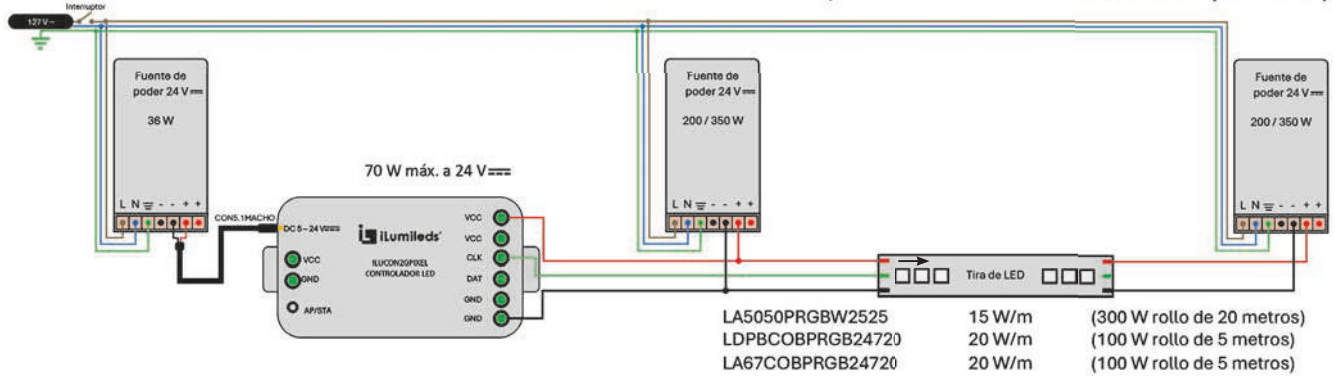 Interruptor
127 V ~
Fuente de
poder 24 V
36 W
L N - - + +
Fuente de
poder 24 V
200 / 350 W
L N - - + +
Fuente de
poder 24 V
200 / 350 W
L N - - + +
70 W máx. a 24 V
CON5.1MACHO
DC 5 – 24 V
VCC
GND
AP/STA
iLumileds®
ILUCON2GPIXEL
CONTROLADOR LED
VCC
VCC
CLK
DAT
GND
GND
Tira de LED
LA5050PRGBW2525 15 W/m (300 W rollo de 20 metros)
LDPBCOBPRGB24720 20 W/m (100 W rollo de 5 metros)
LA67COBPRGB24720 20 W/m (100 W rollo de 5 metros)